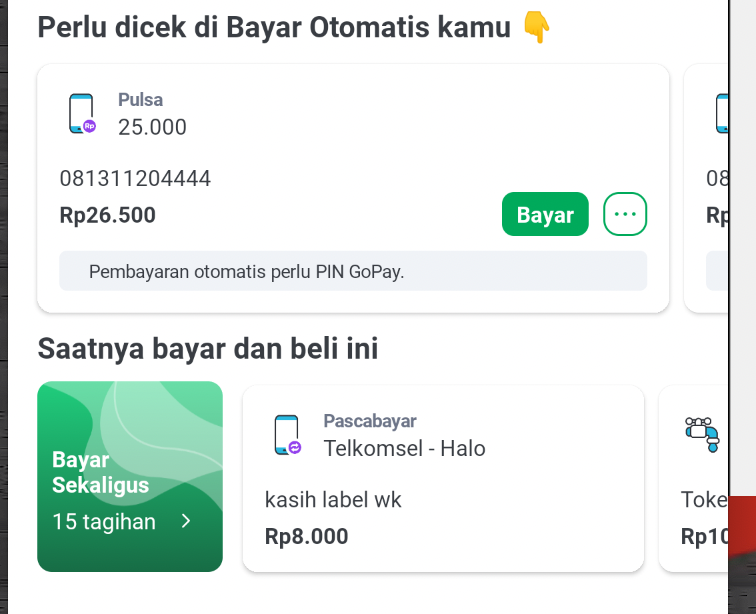 Perlu dicek di Bayar Otomatis kamu 👇
Pulsa
25.000
081311204444
Rp26.500
Bayar
Pembayaran otomatis perlu PIN GoPay.
08
Rp
Saatnya bayar dan beli ini
Bayar
Sekaligus
15 tagihan
Pascabayar
Telkomsel - Halo
kasih label wk
Rp8.000
Toke
Rp10